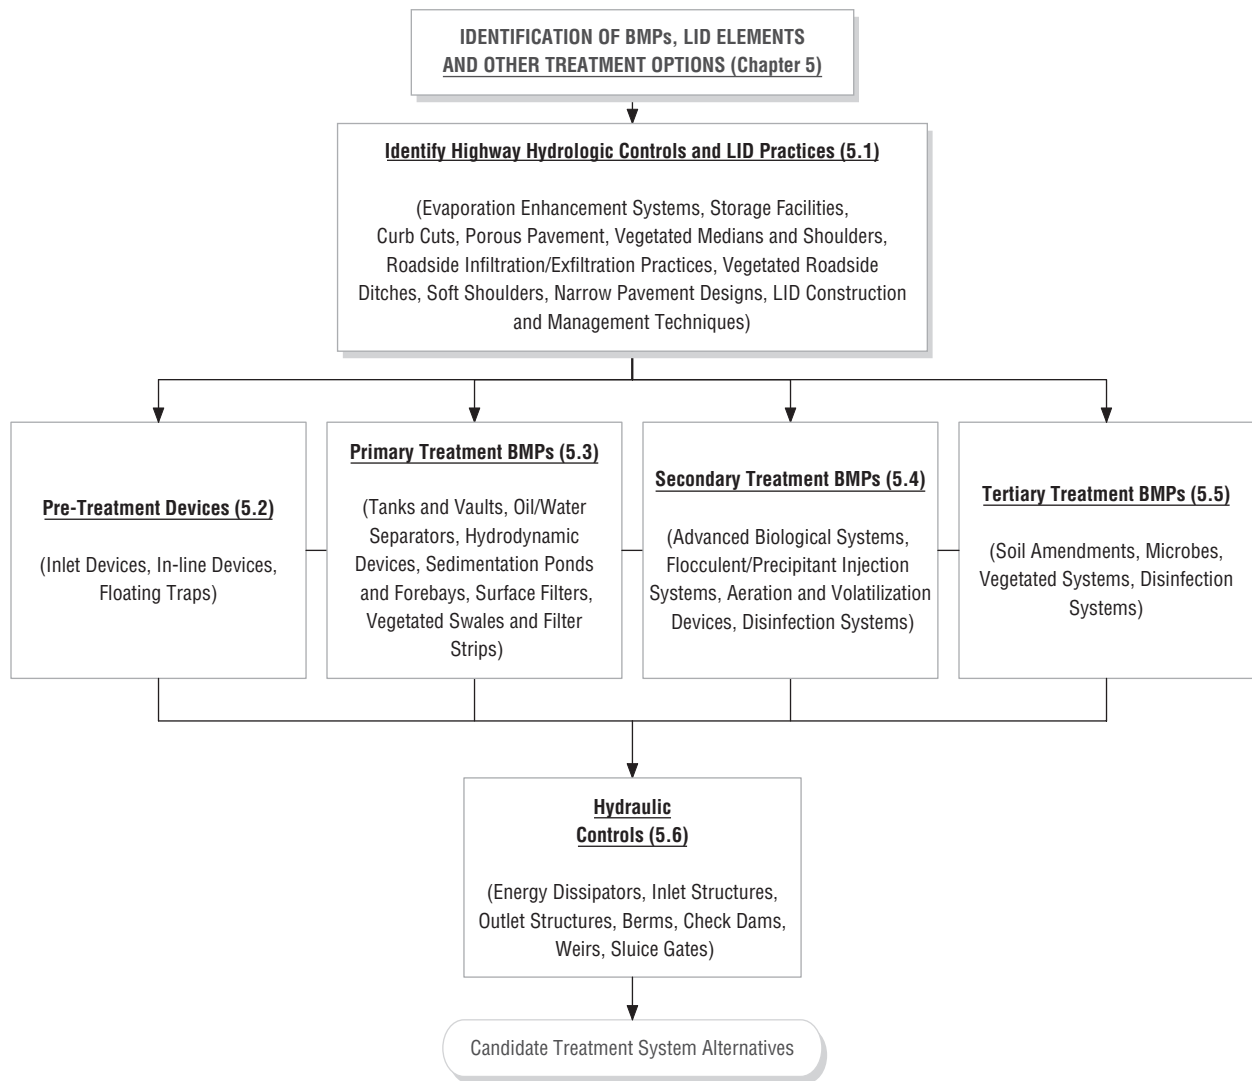 IDENTIFICATION OF BMPs, LID ELEMENTS
AND OTHER TREATMENT OPTIONS (Chapter 5)
Identify Highway Hydrologic Controls and LID Practices (5.1)
(Evaporation Enhancement Systems, Storage Facilities,
Curb Cuts, Porous Pavement, Vegetated Medians and Shoulders,
Roadside Infiltration/Exfiltration Practices, Vegetated Roadside
Ditches, Soft Shoulders, Narrow Pavement Designs, LID Construction
and Management Techniques)
Pre-Treatment Devices (5.2)
(Inlet Devices, In-line Devices,
Floating Traps)
Primary Treatment BMPs (5.3)
(Tanks and Vaults, Oil/Water
Separators, Hydrodynamic
Devices, Sedimentation Ponds
and Forebays, Surface Filters,
Vegetated Swales and Filter
Strips)
Secondary Treatment BMPs (5.4)
(Advanced Biological Systems,
Flocculent/Precipitant Injection
Systems, Aeration and Volatilization
Devices, Disinfection Systems)
Tertiary Treatment BMPs (5.5)
(Soil Amendments, Microbes,
Vegetated Systems, Disinfection
Systems)
Hydraulic
Controls (5.6)
(Energy Dissipators, Inlet Structures,
Outlet Structures, Berms, Check Dams,
Weirs, Sluice Gates)
Candidate Treatment System Alternatives